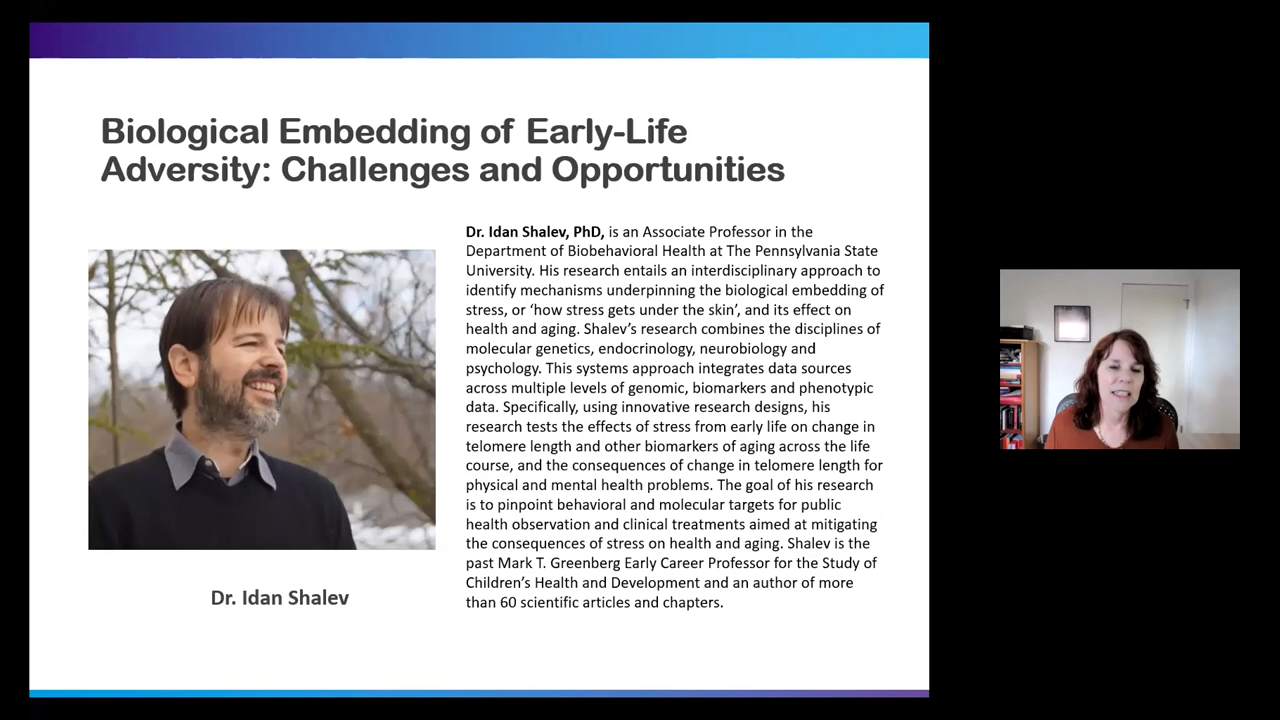 Biological Embedding of Early-Life
Adversity: Challenges and Opportunities
Dr. Idan Shalev, PhD, is an Associate Professor in the
Department of Biobehavioral Health at The Pennsylvania State
University. His research entails an interdisciplinary approach to
identify mechanisms underpinning the biological embedding of
stress, or ‘how stress gets under the skin’, and its effect on
health and aging. Shalev’s research combines the disciplines of
molecular genetics, endocrinology, neurobiology and
psychology. This systems approach integrates data sources
across multiple levels of genomic, biomarkers and phenotypic
data. Specifically, using innovative research designs, his
research tests the effects of stress from early life on change in
telomere length and other biomarkers of aging across the life
course, and the consequences of change in telomere length for
physical and mental health problems. The goal of his research
is to pinpoint behavioral and molecular targets for public
health observation and clinical treatments aimed at mitigating
the consequences of stress on health and aging. Shalev is the
past Mark T. Greenberg Early Career Professor for the Study of
Children’s Health and Development and an author of more
than 60 scientific articles and chapters.
Dr. Idan Shalev